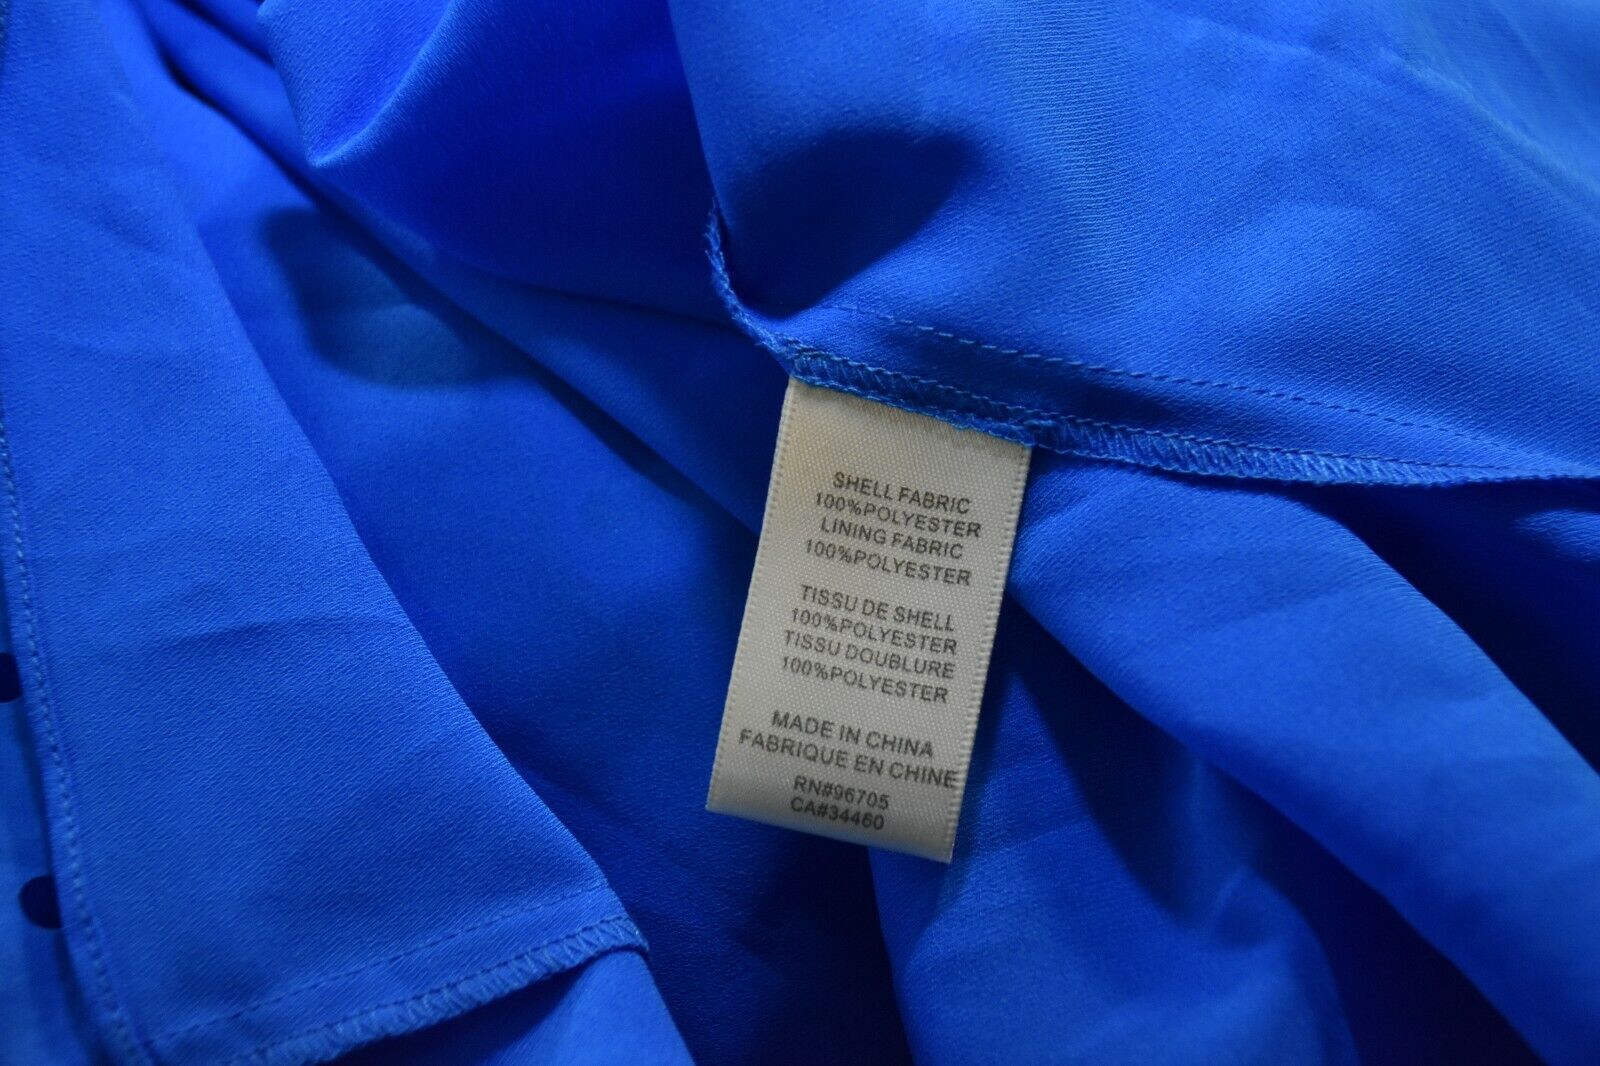 SHELL FABRIC
100%POLYESTER
LINING FABRIC
100%POLYESTER
TISSU DE SHELL
100%POLYESTER
TISSU DOUBLURE
100%POLYESTER
MADE IN CHINA
FABRIQUE EN CHINE
RN#96705
CA#34460